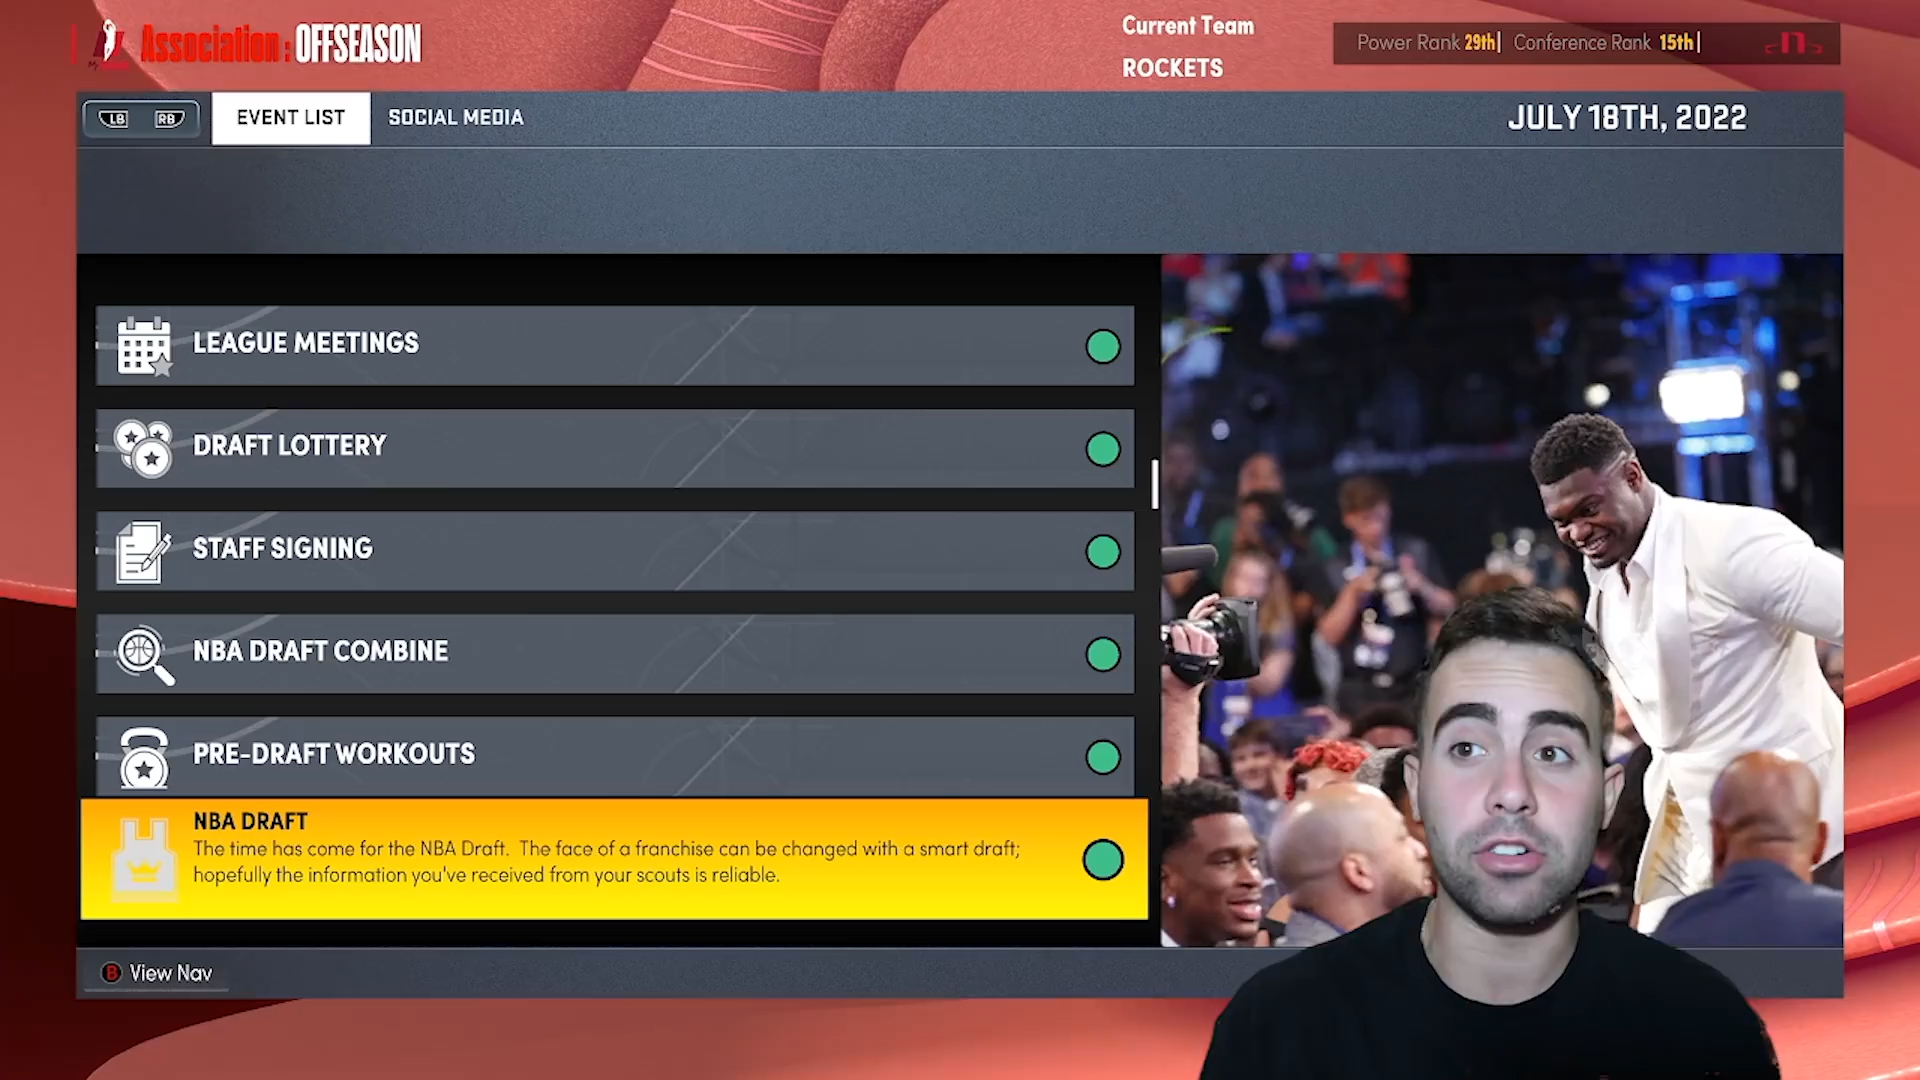 Association: OFFSEASON
Current Team
ROCKETS
Power Rank 29th| Conference Rank 15th|
LB RB EVENT LIST SOCIAL MEDIA
JULY 18TH, 2022
LEAGUE MEETINGS
DRAFT LOTTERY
STAFF SIGNING
NBA DRAFT COMBINE
PRE-DRAFT WORKOUTS
NBA DRAFT
The time has come for the NBA Draft. The face of a franchise can be changed with a smart draft;
hopefully the information you've received from your scouts is reliable.
B View Nav